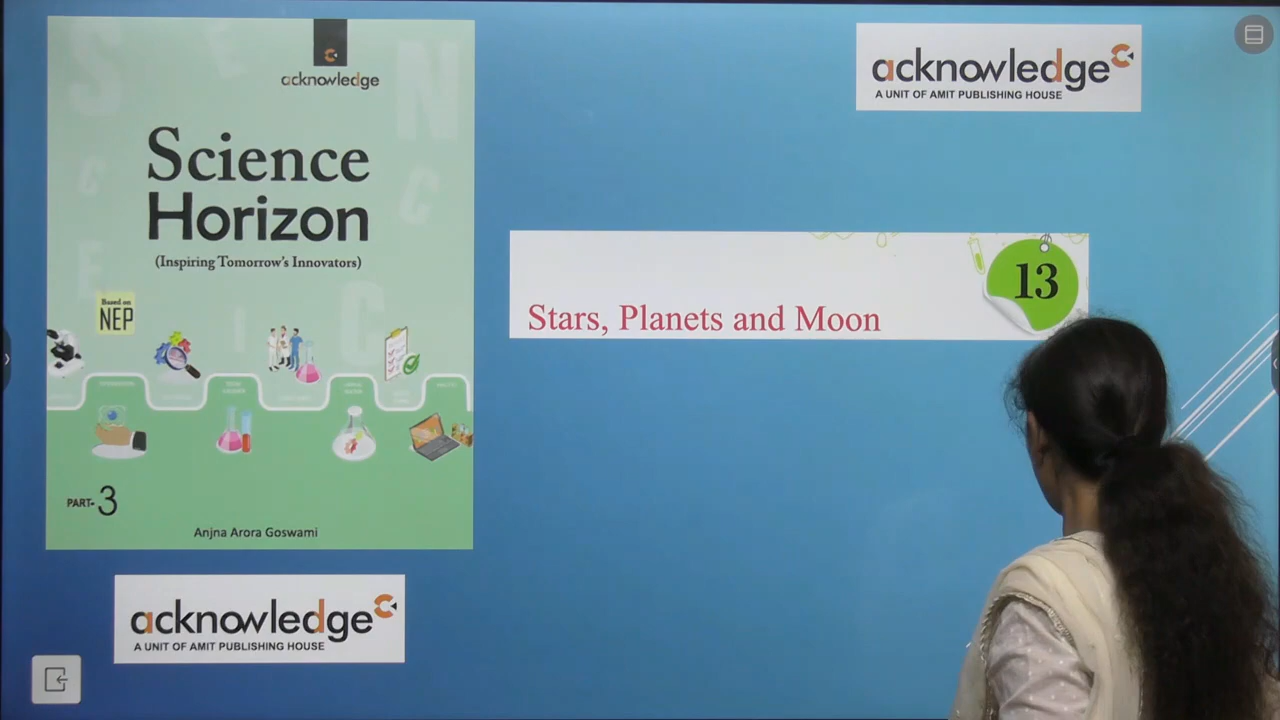 acknowledge
Science
Horizon
(Inspiring Tomorrow's Innovators)
Based on
NEP
PART-3
Anjna Arora Goswami
acknowledge
A UNIT OF AMIT PUBLISHING HOUSE
acknowledge
A UNIT OF AMIT PUBLISHING HOUSE
13
Stars, Planets and Moon